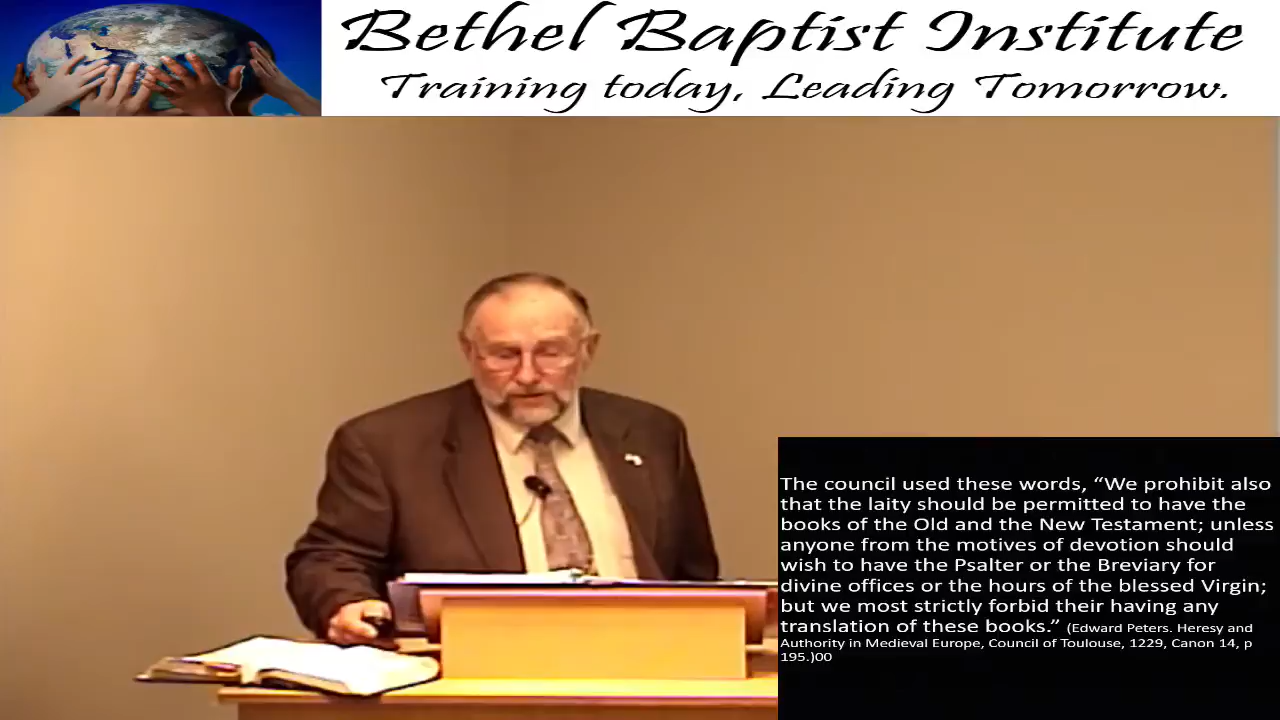 Bethel Baptist Institute
Training today, Leading Tomorrow.
The council used these words, “We prohibit also
that the laity should be permitted to have the
books of the Old and the New Testament; unless
anyone from the motives of devotion should
wish to have the Psalter or the Breviary for
divine offices or the hours of the blessed Virgin;
but we most strictly forbid their having any
translation of these books.” (Edward Peters. Heresy and
Authority in Medieval Europe, Council of Toulouse, 1229, Canon 14, p
195.)00